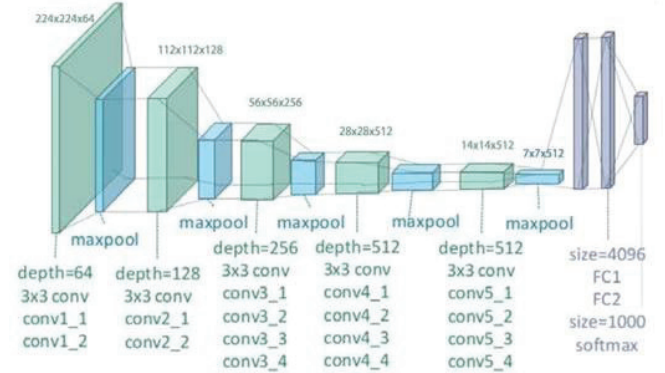 224x224x64
112x112x128
56x56x256
28x28x512
14x14x512
7x7x512
maxpool
maxpool
maxpool
maxpool
maxpool
depth=64
3x3 conv
conv1_1
conv1_2
depth=128
3x3 conv
conv2_1
conv2_2
depth=256
3x3 conv
conv3_1
conv3_2
conv3_3
conv3_4
depth=512
3x3 conv
conv4_1
conv4_2
conv4_3
conv4_4
depth=512
3x3 conv
conv5_1
conv5_2
conv5_3
conv5_4
size=4096
FC1
FC2
size=1000
softmax